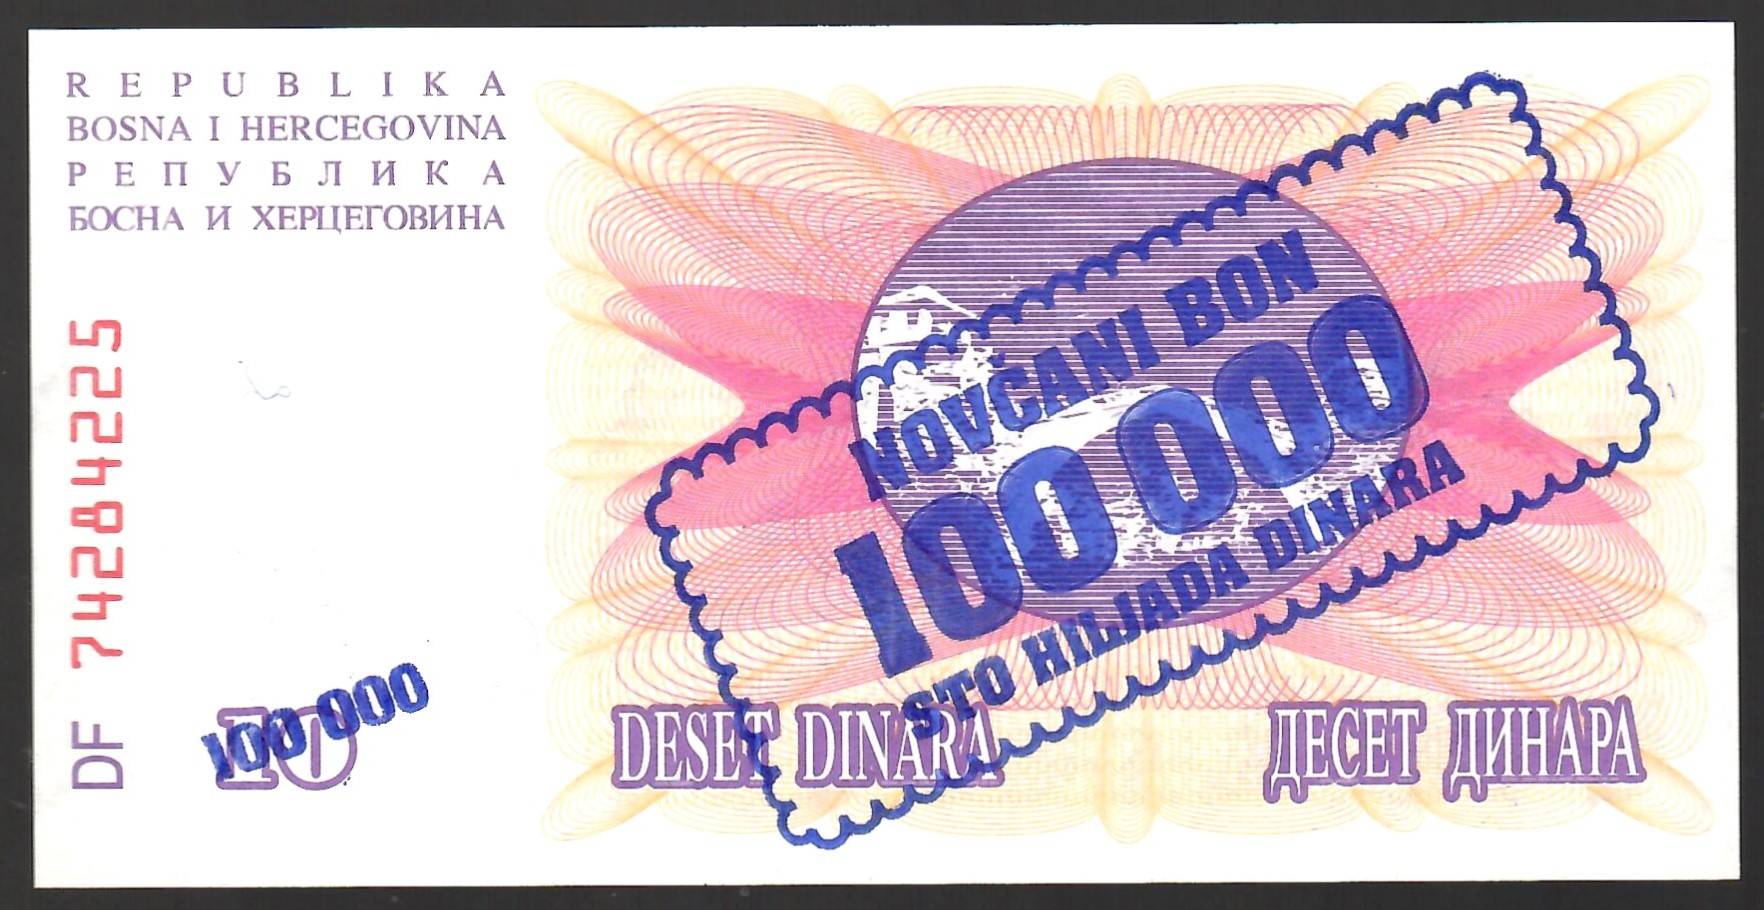 REPUBLIKA
BOSNA I HERCEGOVINA
РЕПУБЛИКА
БОСНА И ХЕРЦЕГОВИНА
DF 74284225
NOVČANI BON
100 000
STO HILJADA DINARA
10
100 000
DESET DINARA
ДЕСЕТ ДИНАРА